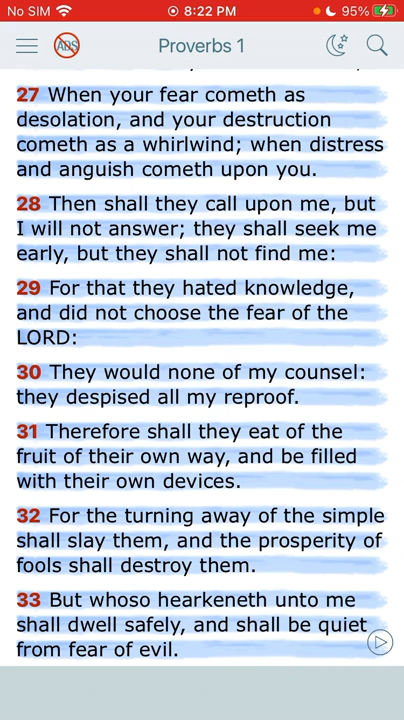 No SIM 8:22 PM 95%
ADS Proverbs 1
27 When your fear cometh as
desolation, and your destruction
cometh as a whirlwind; when distress
and anguish cometh upon you.
28 Then shall they call upon me, but
I will not answer; they shall seek me
early, but they shall not find me:
29 For that they hated knowledge,
and did not choose the fear of the
LORD:
30 They would none of my counsel:
they despised all my reproof.
31 Therefore shall they eat of the
fruit of their own way, and be filled
with their own devices.
32 For the turning away of the simple
shall slay them, and the prosperity of
fools shall destroy them.
33 But whoso hearkeneth unto me
shall dwell safely, and shall be quiet
from fear of evil.